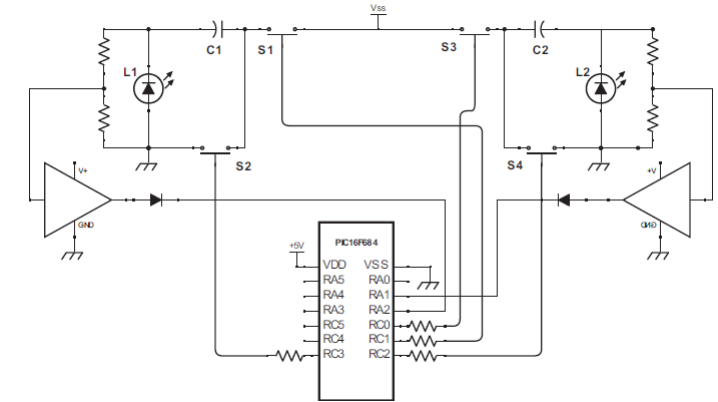 Vss
C1
S1
S3
C2
L1
L2
S2
S4
V+
GND
+V
GND
+5V
PIC16F684
VDD VSS
RA5 RA0
RA4 RA1
RA3 RA2
RC5 RC0
RC4 RC1
RC3 RC2